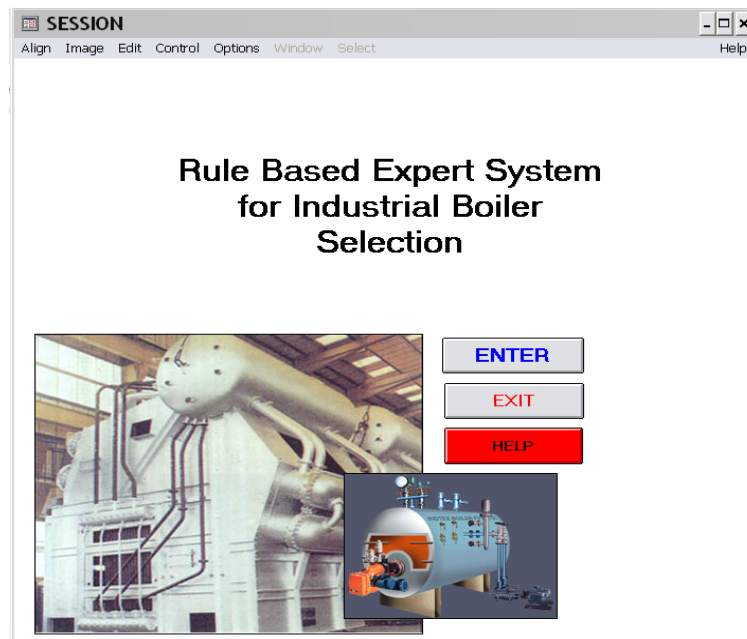 SESSION
Align Image Edit Control Options Window Select Help
Rule Based Expert System
for Industrial Boiler
Selection
ENTER
EXIT
HELP